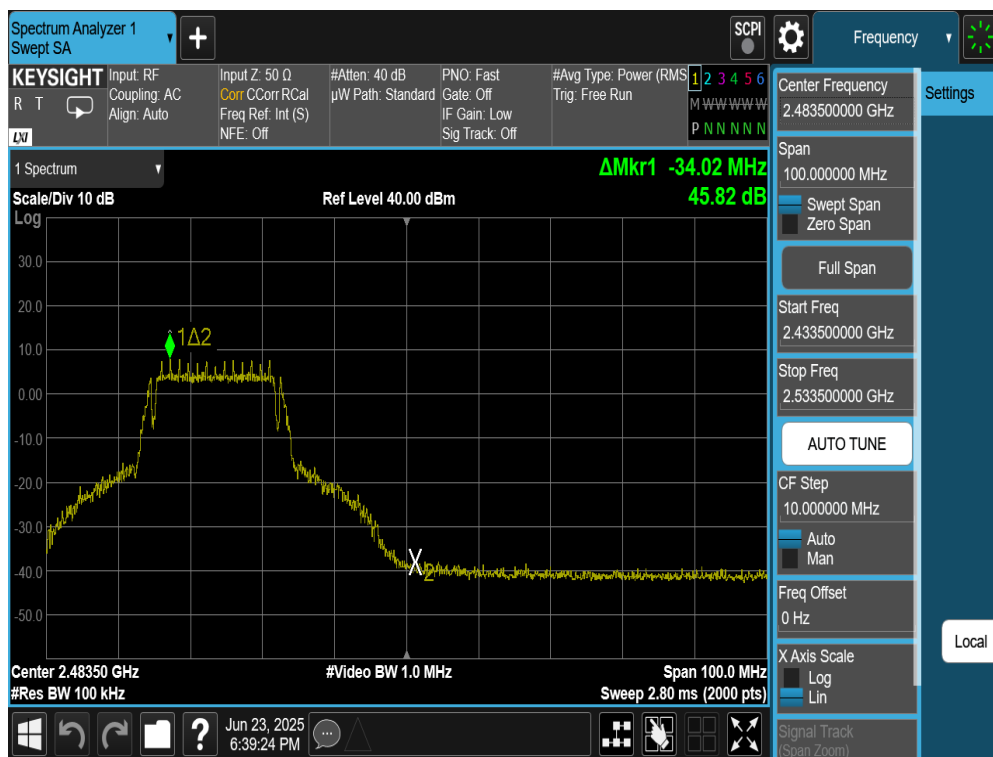 Spectrum Analyzer 1
Swept SA
+
SCPI
Frequency
KEYSIGHT
R T
LXI
Input: RF
Coupling: AC
Align: Auto
Input Z: 50 Ω
Corr CCorr RCal
Freq Ref: Int (S)
NFE: Off
#Atten: 40 dB
µW Path: Standard
PNO: Fast
Gate: Off
IF Gain: Low
Sig Track: Off
#Avg Type: Power (RMS
Trig: Free Run
1 2 3 4 5 6
M W W W W W
P N N N N N
1 Spectrum
ΔMkr1 -34.02 MHz
Scale/Div 10 dB
Ref Level 40.00 dBm
45.82 dB
Log
30.0
20.0
1Δ2
10.0
0.00
-10.0
-20.0
-30.0
-40.0
X2
-50.0
Center 2.48350 GHz
#Video BW 1.0 MHz
Span 100.0 MHz
#Res BW 100 kHz
Sweep 2.80 ms (2000 pts)
?
Jun 23, 2025
6:39:24 PM
Center Frequency
2.483500000 GHz
Span
100.000000 MHz
Swept Span
Zero Span
Full Span
Start Freq
2.433500000 GHz
Stop Freq
2.533500000 GHz
AUTO TUNE
CF Step
10.000000 MHz
Auto
Man
Freq Offset
0 Hz
X Axis Scale
Log
Lin
Signal Track
(Span Zoom)
Settings
Local